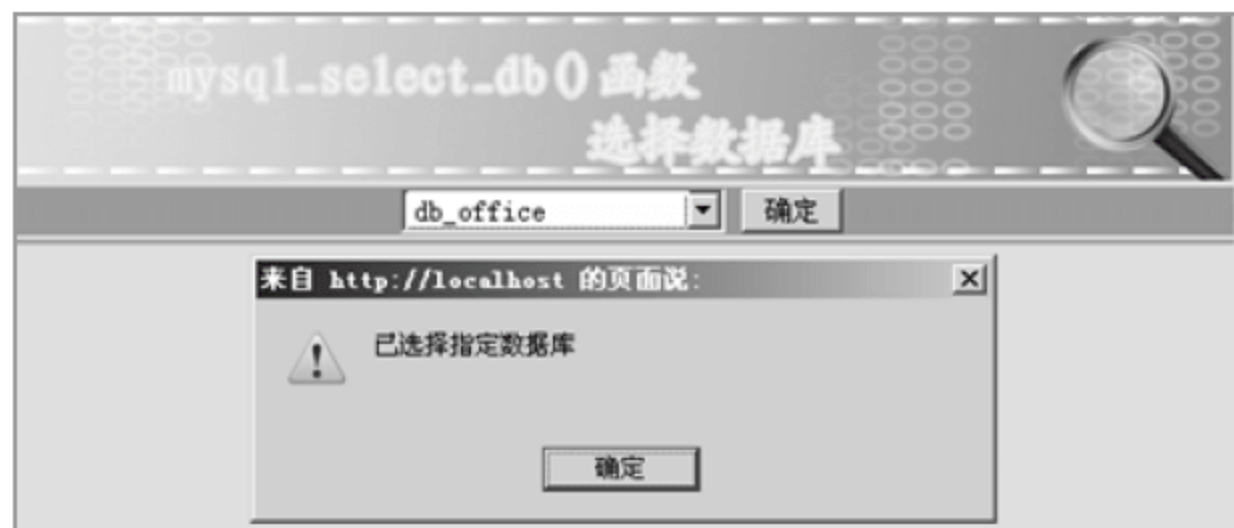 mysql_select_db()函数
选择数据库
db_office
确定
来自 http://localhost 的页面说:
已选择指定数据库
确定